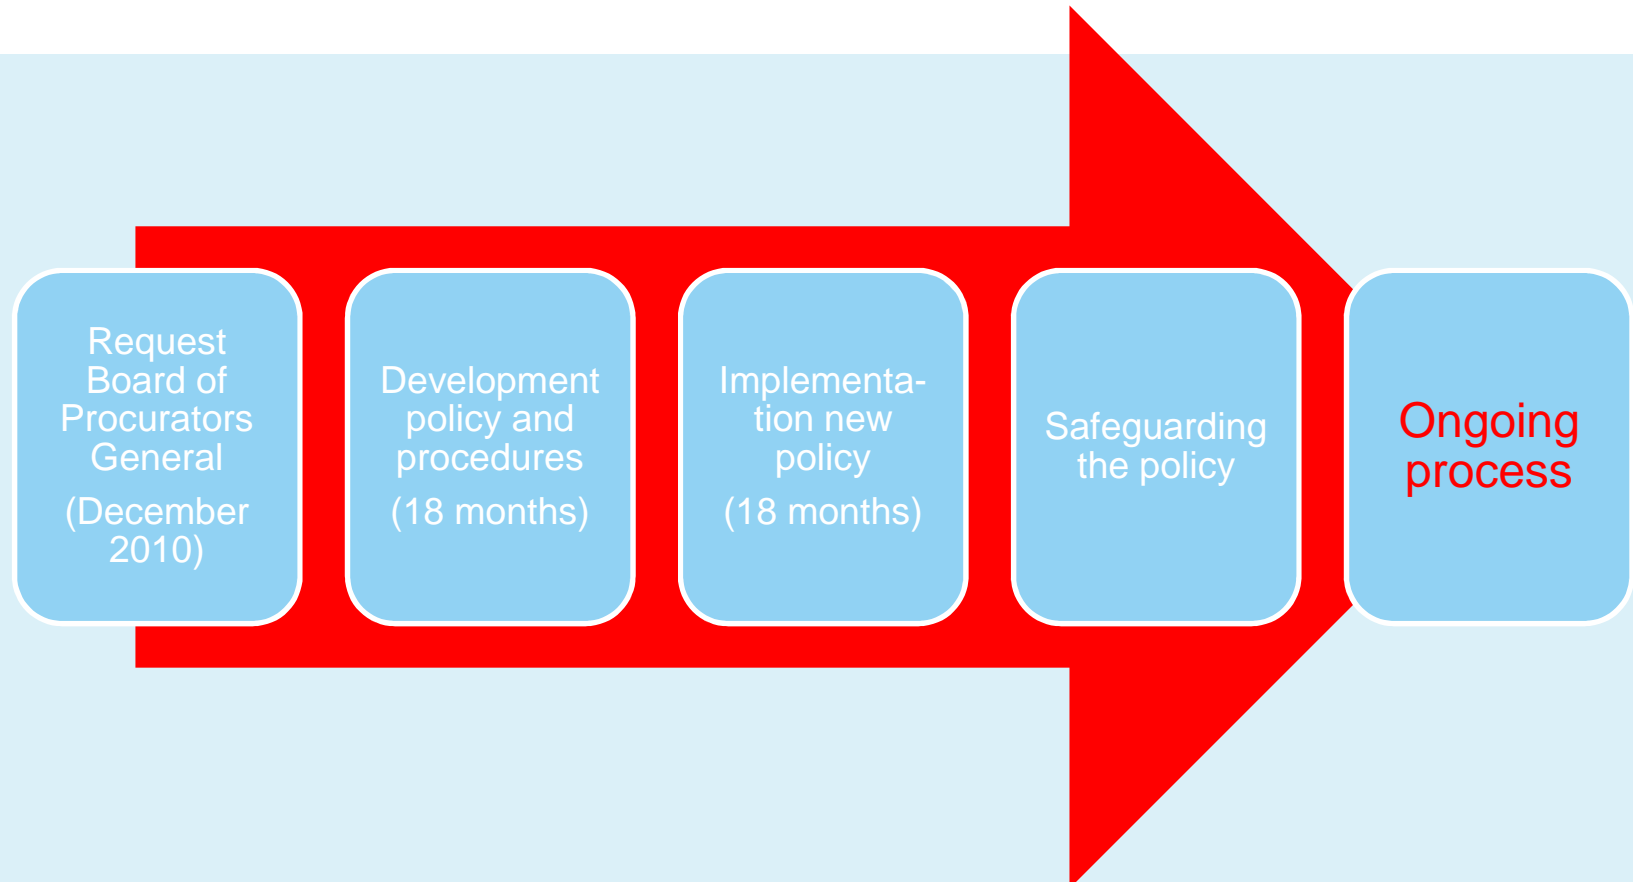 Request
Board of
Procurators
General
(December
2010)
Development
policy and
procedures
(18 months)
Implementa-
tion new
policy
(18 months)
Safeguarding
the policy
Ongoing
process